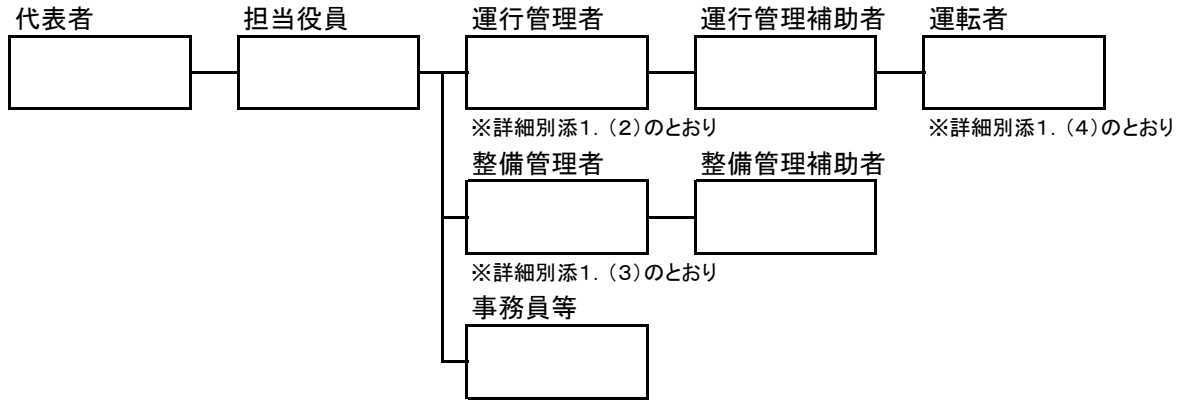 代表者
担当役員
運行管理者
運行管理補助者
運転者
※詳細別添1.(2)のとおり
※詳細別添1.(4)のとおり
整備管理者
整備管理補助者
※詳細別添1.(3)のとおり
事務員等